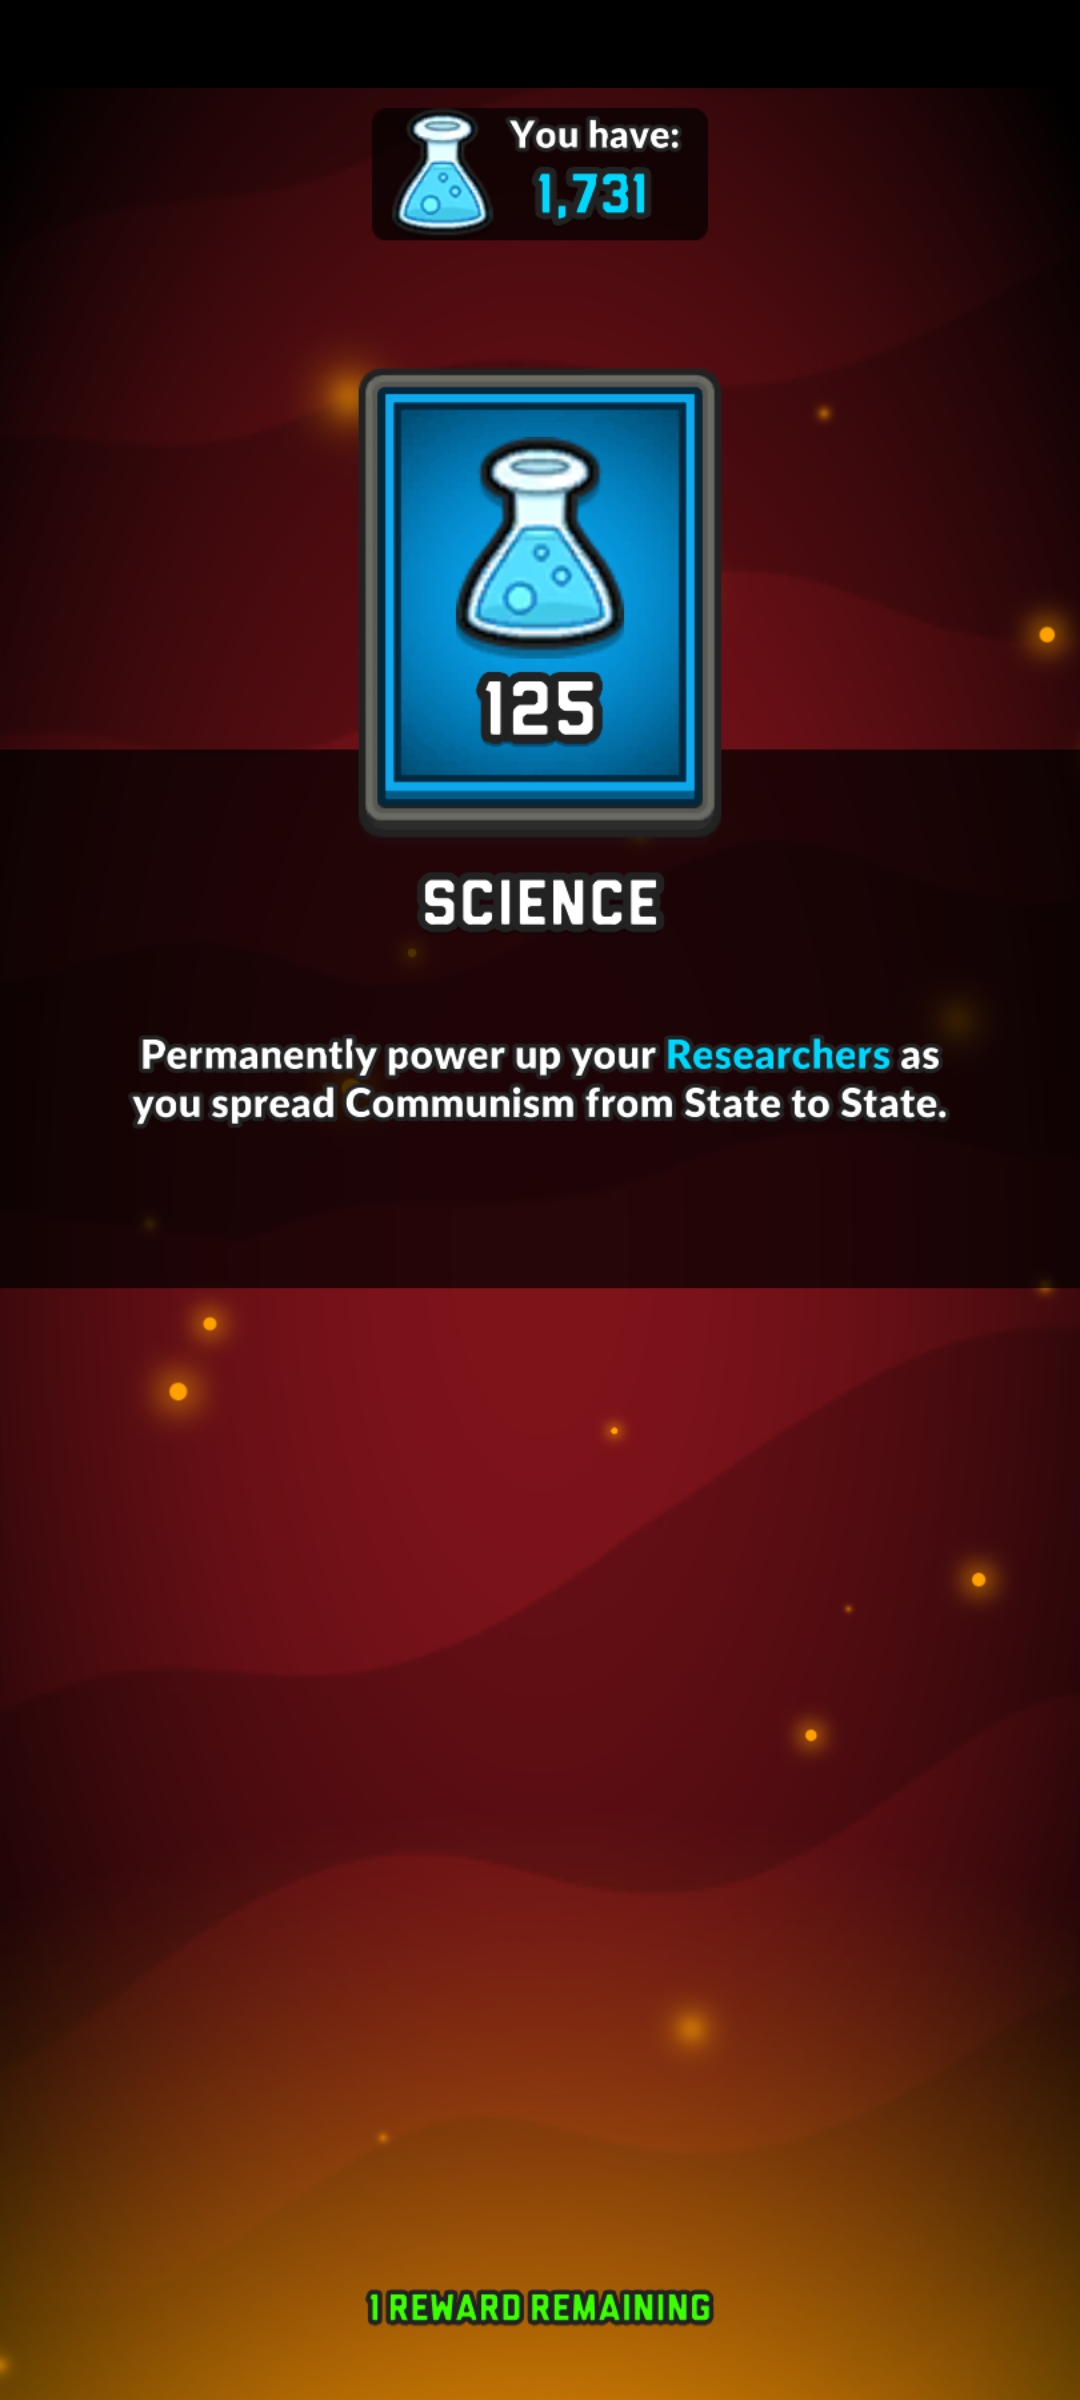 You have:
1,731
125
SCIENCE
Permanently power up your Researchers as
you spread Communism from State to State.
1 REWARD REMAINING